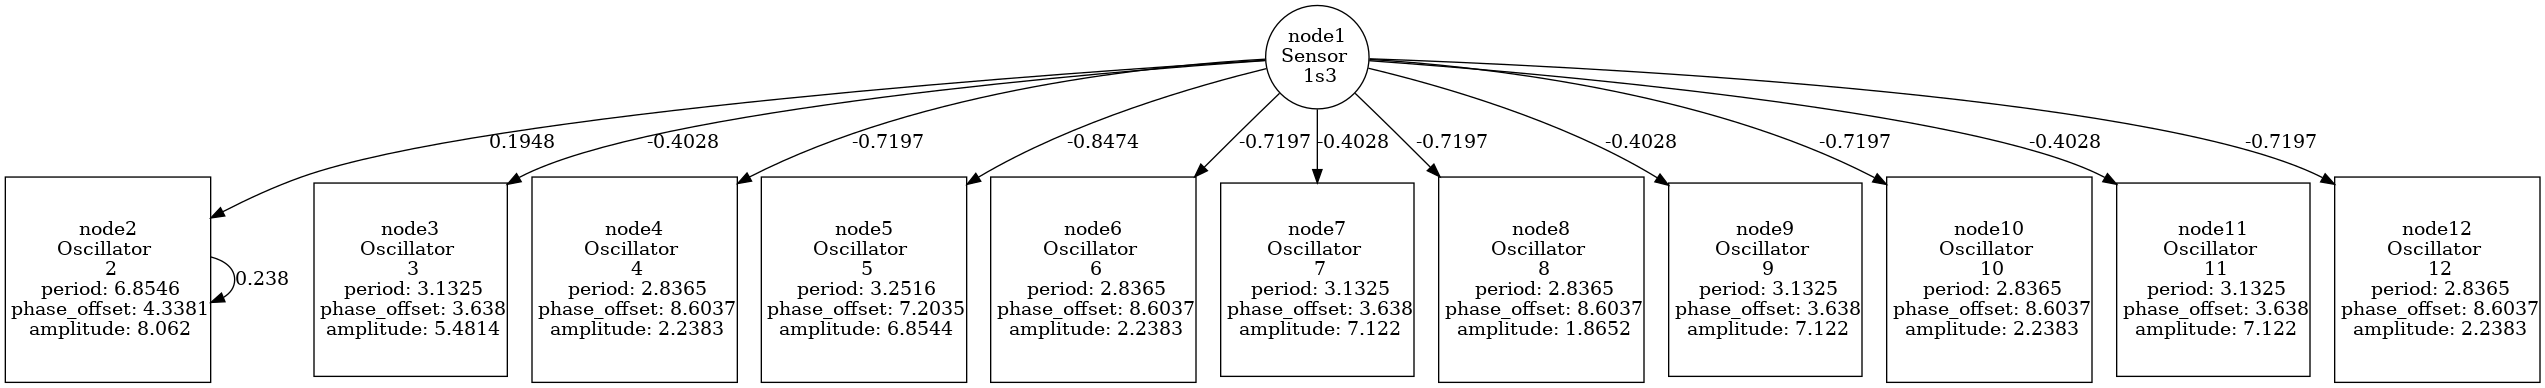 node1
Sensor
1s3
0.1948
-0.4028
-0.7197
-0.8474
-0.7197
-0.4028
-0.7197
-0.4028
-0.7197
-0.4028
-0.7197
node2
Oscillator
2
period: 6.8546
phase_offset: 4.3381
amplitude: 8.062
0.238
node3
Oscillator
3
period: 3.1325
phase_offset: 3.638
amplitude: 5.4814
node4
Oscillator
4
period: 2.8365
phase_offset: 8.6037
amplitude: 2.2383
node5
Oscillator
5
period: 3.2516
phase_offset: 7.2035
amplitude: 6.8544
node6
Oscillator
6
period: 2.8365
phase_offset: 8.6037
amplitude: 2.2383
node7
Oscillator
7
period: 3.1325
phase_offset: 3.638
amplitude: 7.122
node8
Oscillator
8
period: 2.8365
phase_offset: 8.6037
amplitude: 1.8652
node9
Oscillator
9
period: 3.1325
phase_offset: 3.638
amplitude: 7.122
node10
Oscillator
10
period: 2.8365
phase_offset: 8.6037
amplitude: 2.2383
node11
Oscillator
11
period: 3.1325
phase_offset: 3.638
amplitude: 7.122
node12
Oscillator
12
period: 2.8365
phase_offset: 8.6037
amplitude: 2.2383